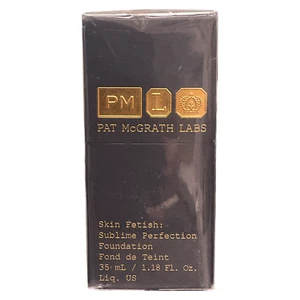 PM L
PAT McGRATH LABS
Skin Fetish:
Sublime Perfection
Foundation
Fond de Teint
35 mL / 1.18 Fl. Oz.
Liq. US